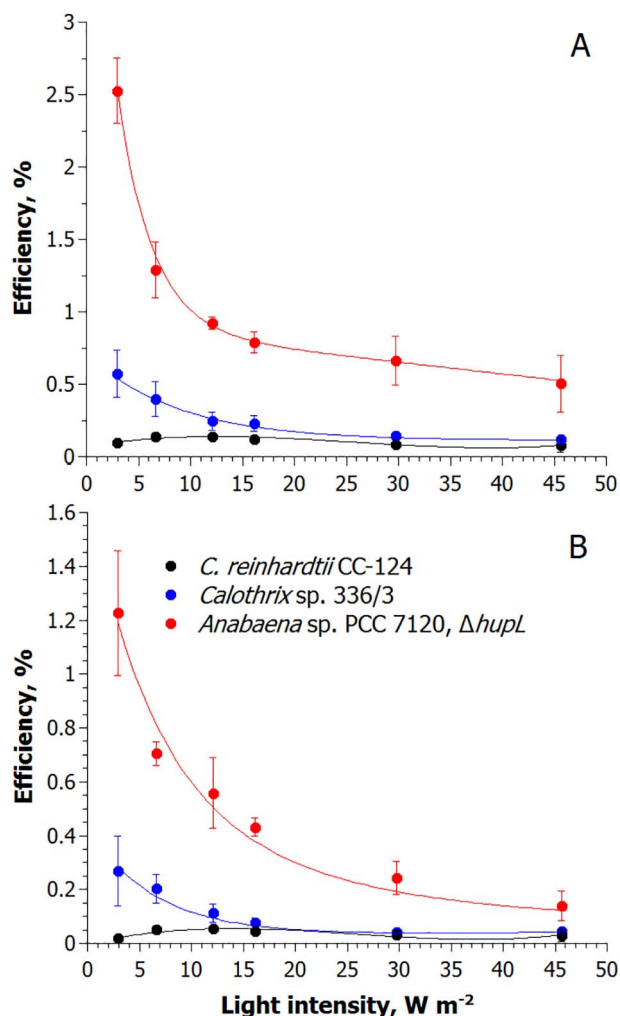 A
3
2.5
2
1.5
1
0.5
0
Efficiency, %
0 5 10 15 20 25 30 35 40 45 50
B
1.6
1.4
1.2
1
0.8
0.6
0.4
0.2
0
Efficiency, %
C. reinhardtii CC-124
Calothrix sp. 336/3
Anabaena sp. PCC 7120, ΔhupL
0 5 10 15 20 25 30 35 40 45 50
Light intensity, W m⁻²